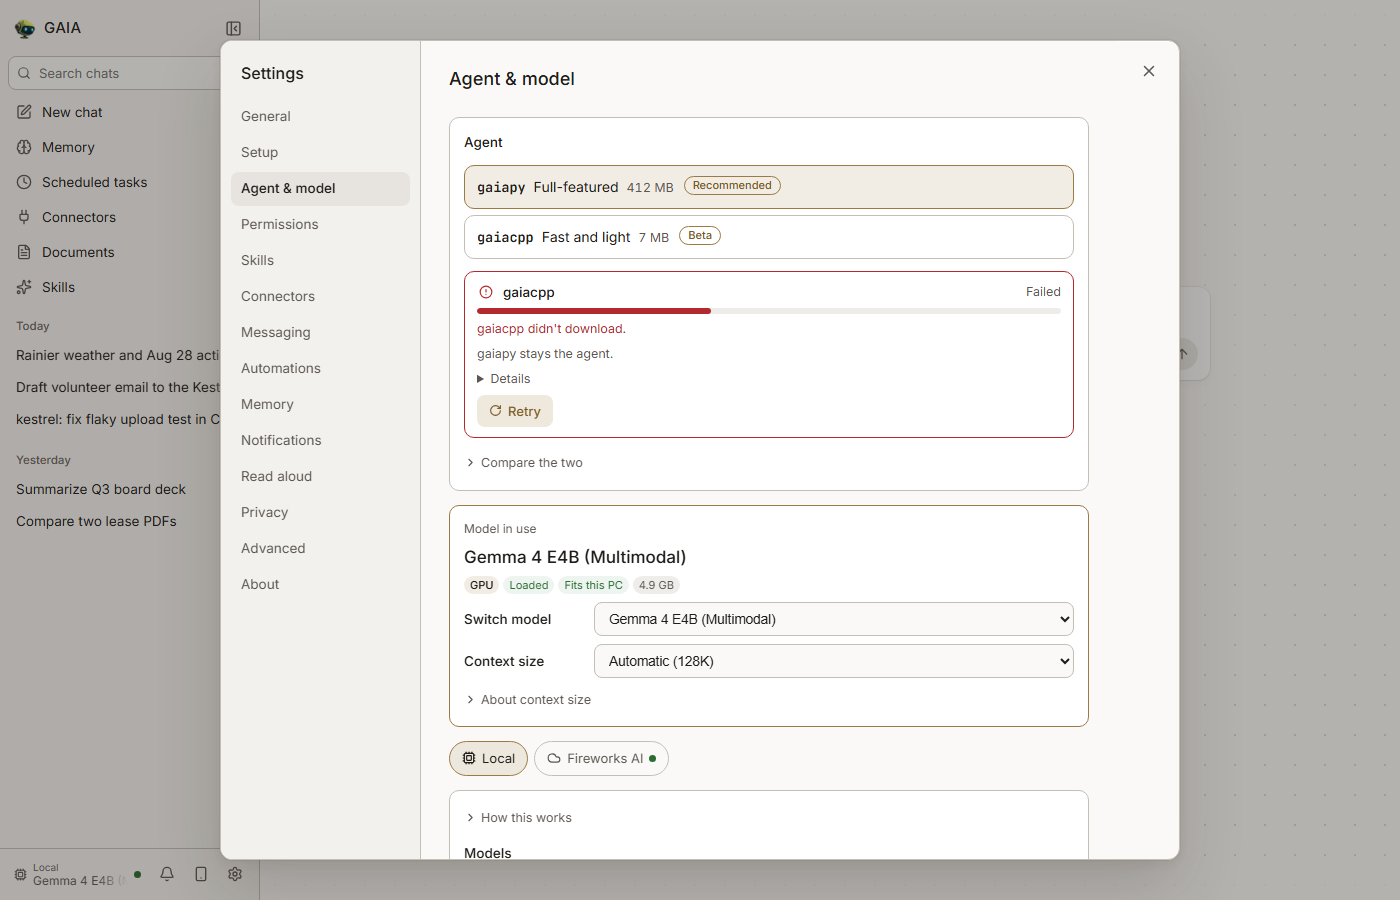 GAIA
Search chats
New chat
Memory
Scheduled tasks
Connectors
Documents
Skills
Today
Rainier weather and Aug 28 acti
Draft volunteer email to the Kest
kestrel: fix flaky upload test in C
Yesterday
Summarize Q3 board deck
Compare two lease PDFs
Local
Gemma 4 E4B (
Settings
General
Setup
Agent & model
Permissions
Skills
Connectors
Messaging
Automations
Memory
Notifications
Read aloud
Privacy
Advanced
About
Agent & model
Agent
gaiapy Full-featured 412 MB Recommended
gaiacpp Fast and light 7 MB Beta
gaiacpp Failed
gaiacpp didn't download.
gaiapy stays the agent.
Details
Retry
Compare the two
Model in use
Gemma 4 E4B (Multimodal)
GPU Loaded Fits this PC 4.9 GB
Switch model Gemma 4 E4B (Multimodal)
Context size Automatic (128K)
About context size
Local Fireworks AI
How this works
Models